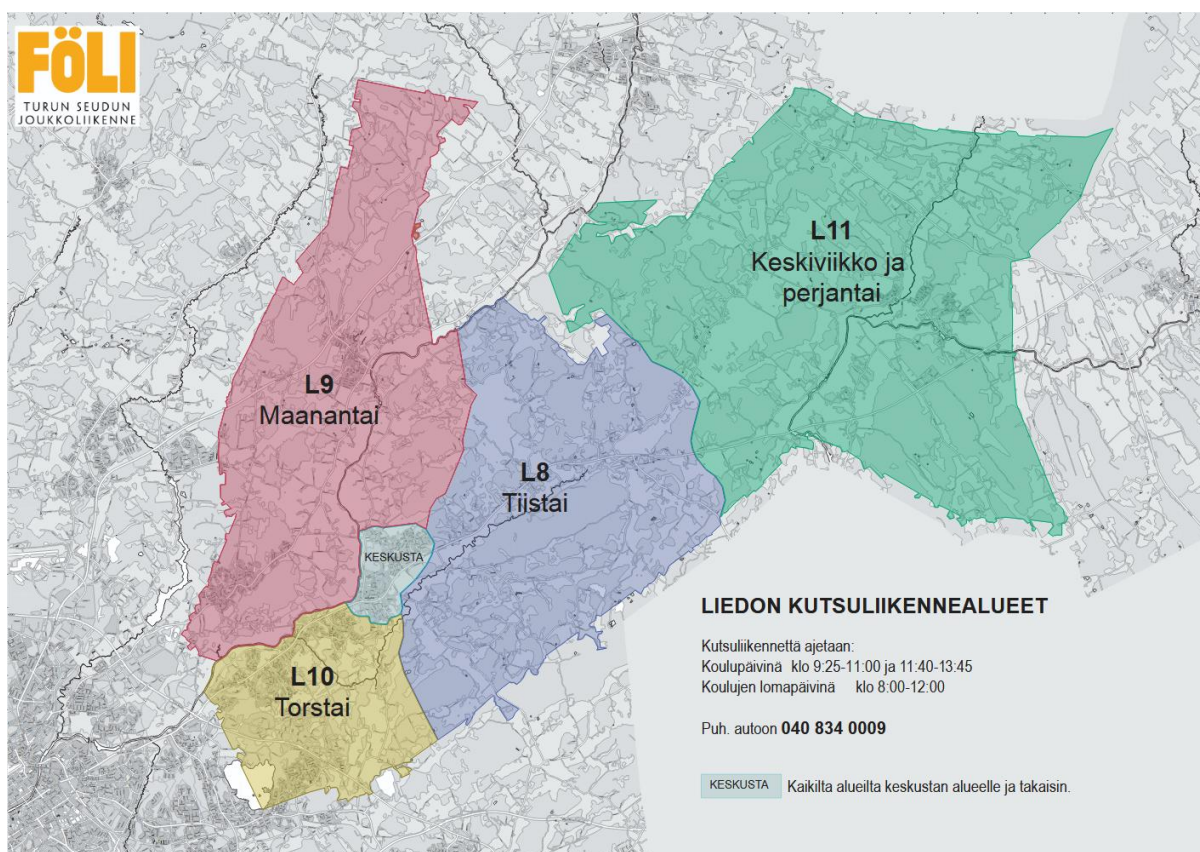 FÖLI
TURUN SEUDUN
JOUKKOLIIKENNE
L11
Keskiviikko ja
perjantai
L9
Maanantai
L8
Tiistai
KESKUSTA
L10
Torstai
LIEDON KUTSULIIKENNEALUEET
Kutsuliikennettä ajetaan:
Koulupäivinä klo 9:25-11:00 ja 11:40-13:45
Koulujen lomapäivinä klo 8:00-12:00
Puh. autoon 040 834 0009
KESKUSTA Kaikilta alueilta keskustan alueelle ja takaisin.